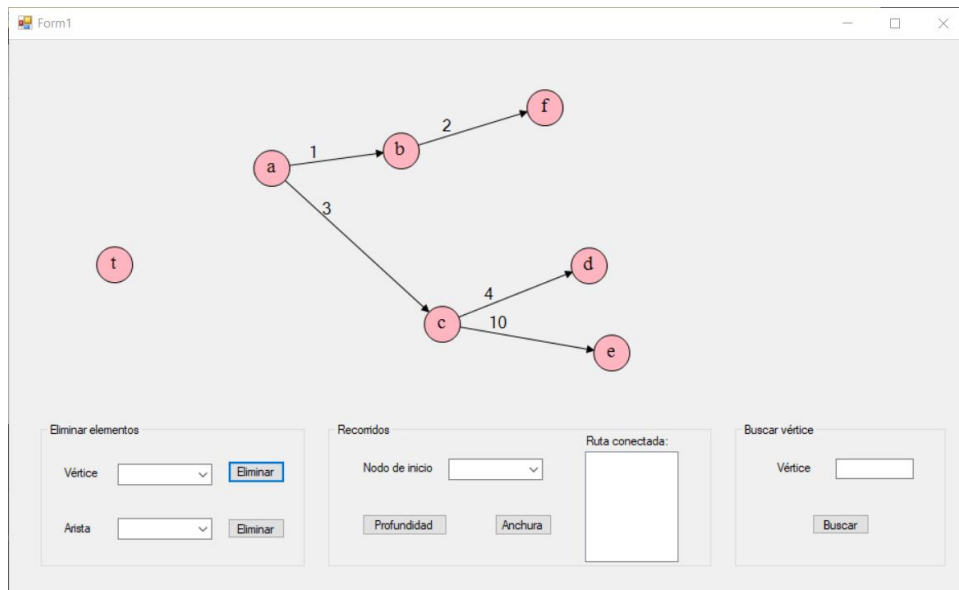 Form1
f
2
b
1
a
3
t
d
4
c
10
e
Eliminar elementos
Vértice
Eliminar
Arista
Eliminar
Recorridos
Ruta conectada:
Nodo de inicio
Profundidad
Anchura
Buscar vértice
Vértice
Buscar